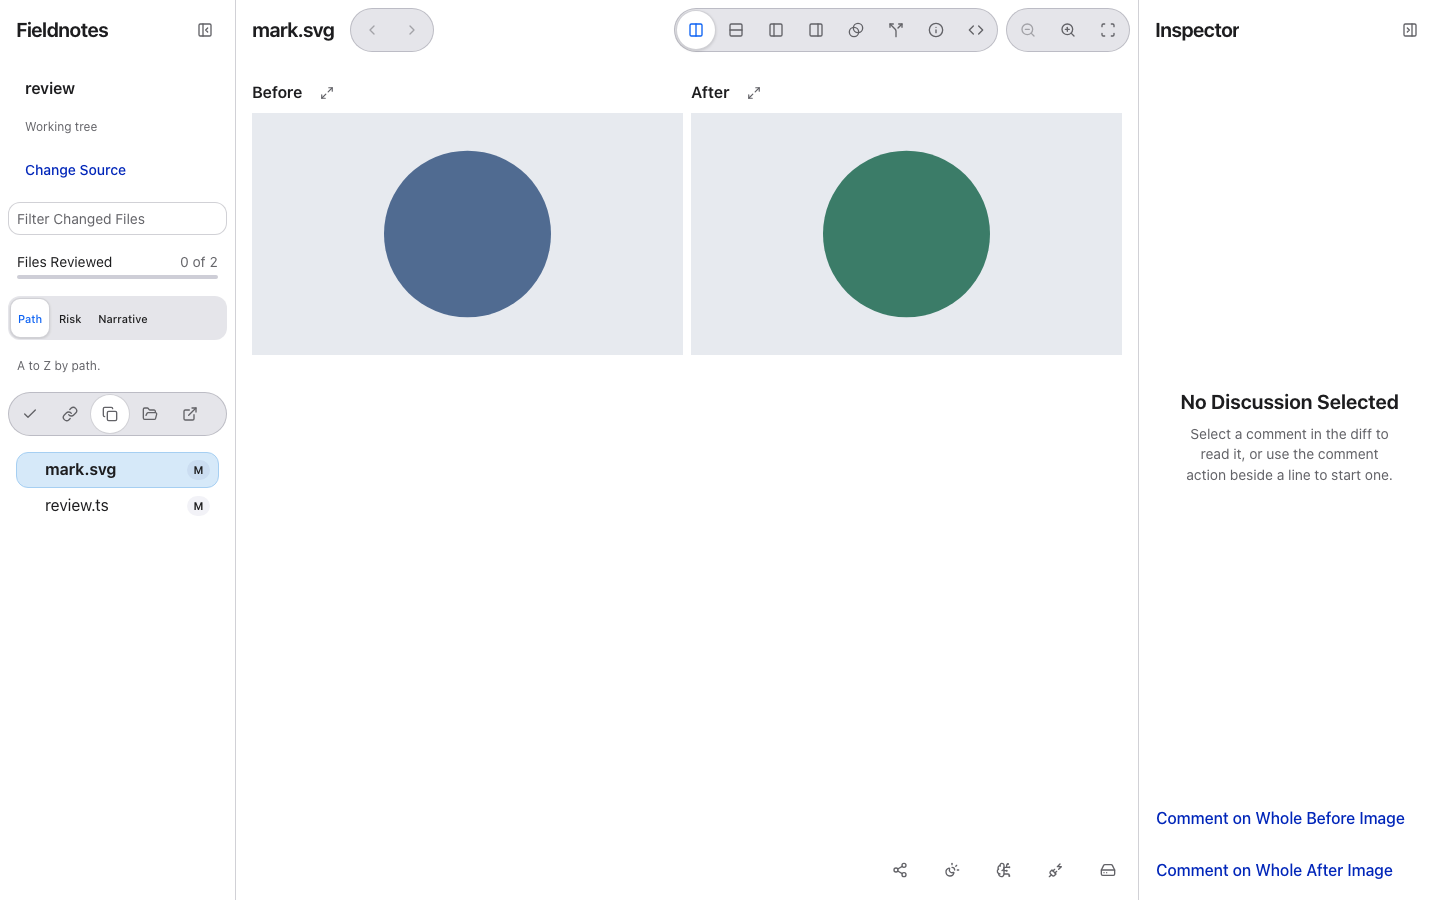 Fieldnotes
review
Working tree
Change Source
Filter Changed Files
Files Reviewed 0 of 2
Path Risk Narrative
A to Z by path.
mark.svg M
review.ts M
mark.svg
Before
After
Inspector
No Discussion Selected
Select a comment in the diff to
read it, or use the comment
action beside a line to start one.
Comment on Whole Before Image
Comment on Whole After Image